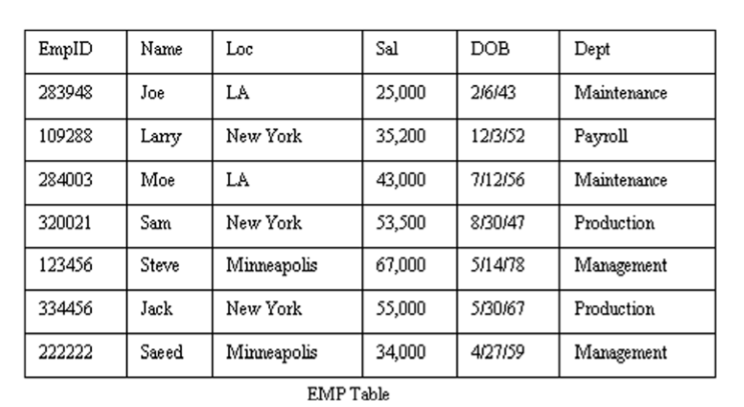 EmpID Name Loc Sal DOB Dept
283948 Joe LA 25,000 2/6/43 Maintenance
109288 Larry New York 35,200 12/3/52 Payroll
284003 Moe LA 43,000 7/12/56 Maintenance
320021 Sam New York 53,500 8/30/47 Production
123456 Steve Minneapolis 67,000 5/14/78 Management
334456 Jack New York 55,000 5/30/67 Production
222222 Saeed Minneapolis 34,000 4/27/59 Management
EMP Table